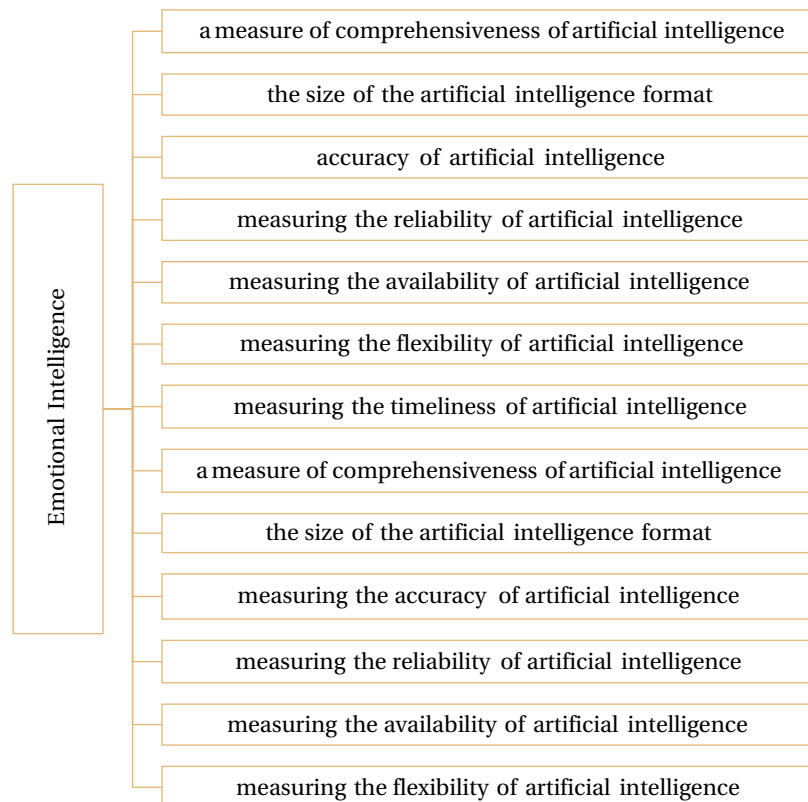 a measure of comprehensiveness of artificial intelligence
the size of the artificial intelligence format
accuracy of artificial intelligence
measuring the reliability of artificial intelligence
measuring the availability of artificial intelligence
measuring the flexibility of artificial intelligence
measuring the timeliness of artificial intelligence
a measure of comprehensiveness of artificial intelligence
the size of the artificial intelligence format
measuring the accuracy of artificial intelligence
measuring the reliability of artificial intelligence
measuring the availability of artificial intelligence
measuring the flexibility of artificial intelligence
Emotional Intelligence